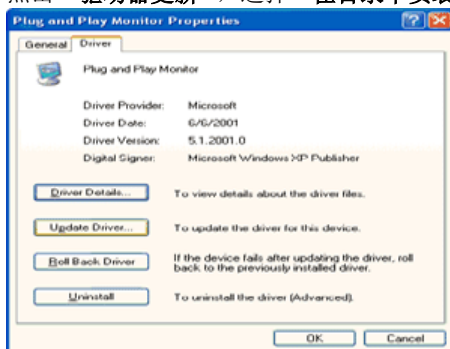 Plug and Play Monitor Properties
General Driver
Plug and Play Monitor
Driver Provider: Microsoft
Driver Date: 6/6/2001
Driver Version: 5.1.2001.0
Digital Signer: Microsoft Windows XP Publisher
Driver Details... To view details about the driver files.
Update Driver... To update the driver for this device.
Roll Back Driver If the device fails after updating the driver, roll
back to the previously installed driver.
Uninstall To uninstall the driver (Advanced).
OK Cancel